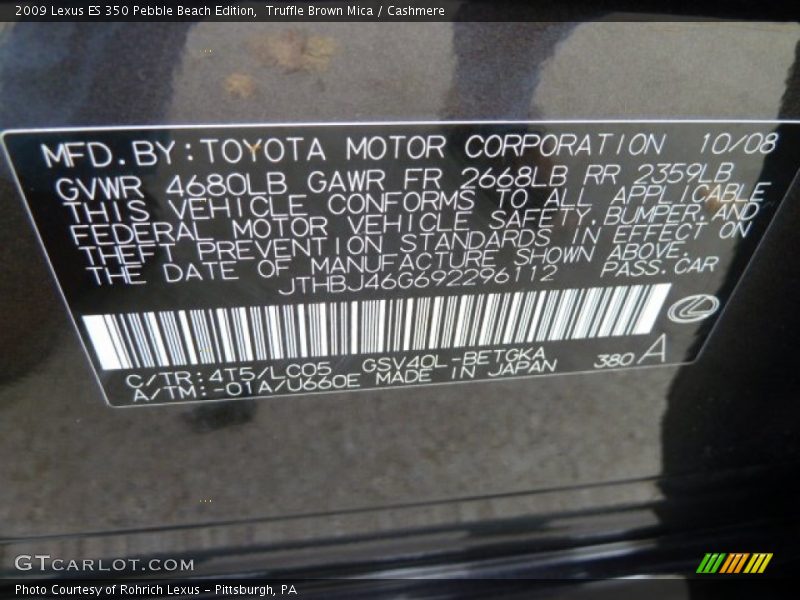 2009 Lexus ES 350 Pebble Beach Edition,  Truffle Brown Mica / Cashmere
MFD. BY: TOYOTA MOTOR CORPORATION 10/08
GVWR 4680LB GAWR FR 2668LB RR 2359LB
THIS VEHICLE CONFORMS TO ALL APPLICABLE
FEDERAL MOTOR VEHICLE SAFETY, BUMPER, AND
THEFT PREVENTION STANDARDS IN EFFECT ON
THE DATE OF MANUFACTURE SHOWN ABOVE.
JTHBJ46G692296112 PASS. CAR
C/TR: 4T5/LC05 GSV40L-BETGKA
A/TM: -01A/U660E MADE IN JAPAN 380 A
GTCARLOT.COM
Photo Courtesy of Rohrich Lexus - Pittsburgh, PA